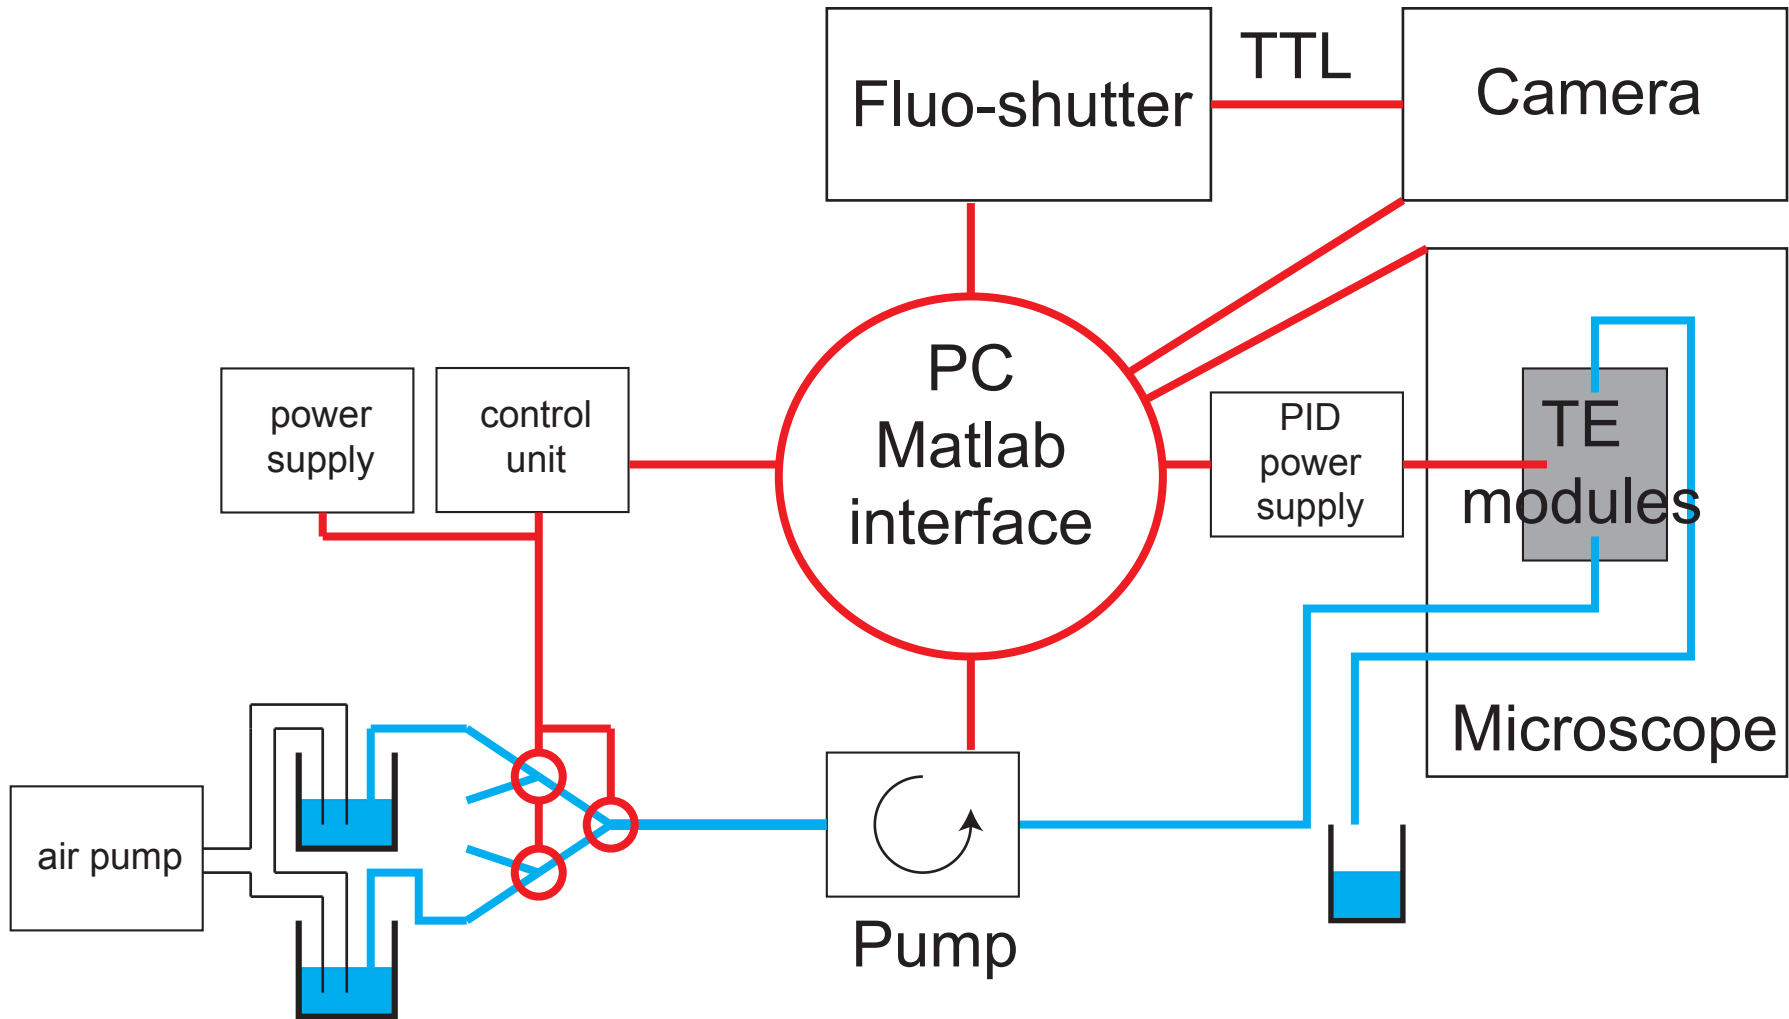 TTL
Fluo-shutter
Camera
PC
Matlab
interface
power
supply
control
unit
PID
power
supply
TE
modules
Microscope
air pump
Pump